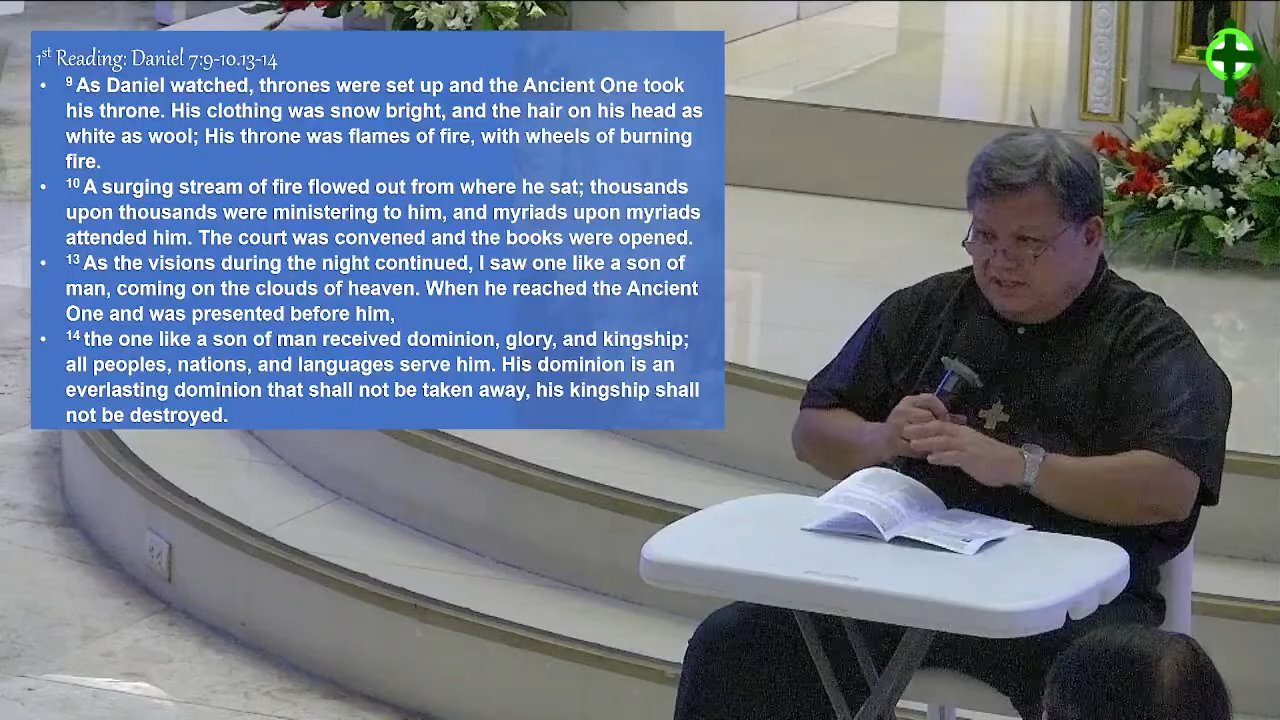 1st Reading: Daniel 7:9-10.13-14
• 9 As Daniel watched, thrones were set up and the Ancient One took
his throne. His clothing was snow bright, and the hair on his head as
white as wool; His throne was flames of fire, with wheels of burning
fire.
• 10 A surging stream of fire flowed out from where he sat; thousands
upon thousands were ministering to him, and myriads upon myriads
attended him. The court was convened and the books were opened.
• 13 As the visions during the night continued, I saw one like a son of
man, coming on the clouds of heaven. When he reached the Ancient
One and was presented before him,
• 14 the one like a son of man received dominion, glory, and kingship;
all peoples, nations, and languages serve him. His dominion is an
everlasting dominion that shall not be taken away, his kingship shall
not be destroyed.